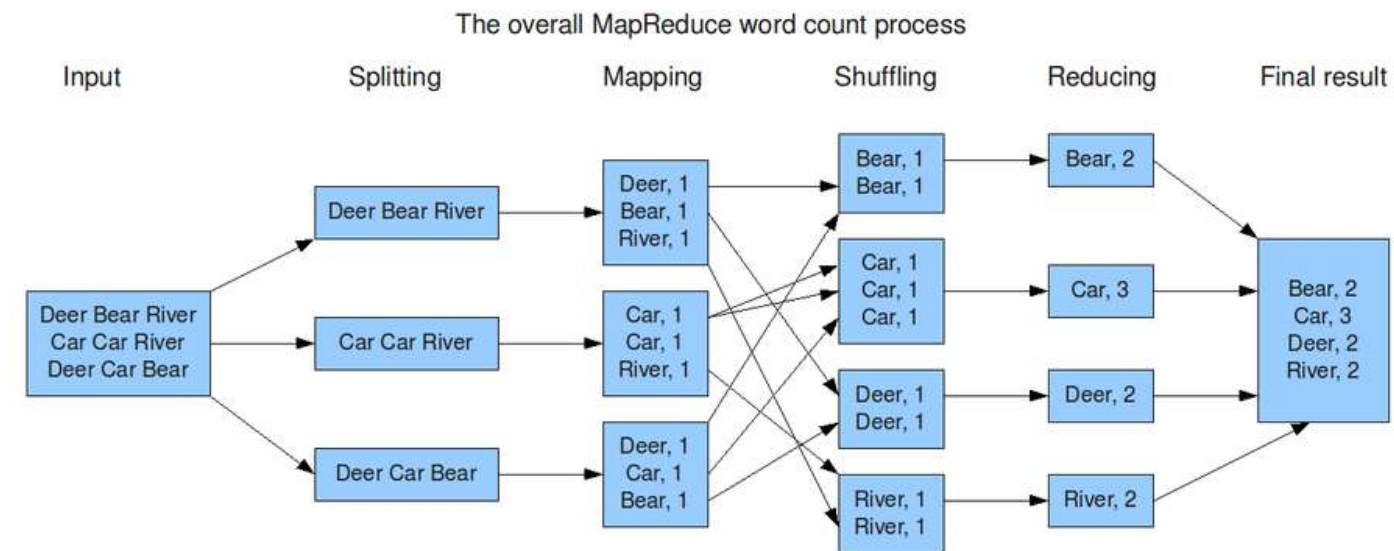 The overall MapReduce word count process
Input
Splitting
Mapping
Shuffling
Reducing
Final result
Deer Bear River
Car Car River
Deer Car Bear
Deer Bear River
Car Car River
Deer Car Bear
Deer, 1
Bear, 1
River, 1
Car, 1
Car, 1
River, 1
Deer, 1
Car, 1
Bear, 1
Bear, 1
Bear, 1
Car, 1
Car, 1
Car, 1
Deer, 1
Deer, 1
River, 1
River, 1
Bear, 2
Car, 3
Deer, 2
River, 2
Bear, 2
Car, 3
Deer, 2
River, 2